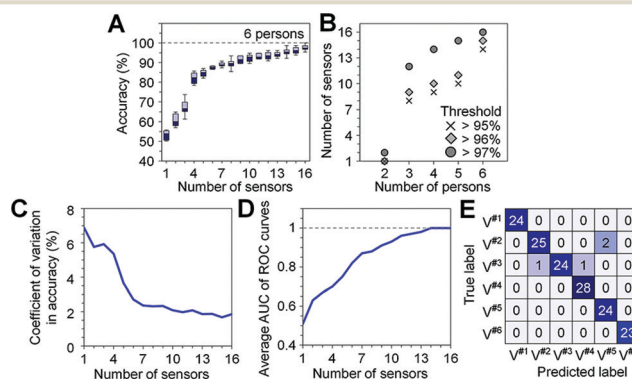 A
6 persons
Accuracy (%)
100
90
80
70
60
50
40
1 4 7 10 13 16
Number of sensors
B
Number of sensors
16
13
10
7
4
1
2 3 4 5 6
Number of persons
Threshold
> 95%
> 96%
> 97%
C
Coefficient of variation
in accuracy (%)
8
6
4
2
0
1 4 7 10 13 16
Number of sensors
D
Average AUC of ROC curves
1
0.8
0.6
0.4
1 4 7 10 13 16
Number of sensors
E
True label
V#1 24 0 0 0 0 0
V#2 0 25 0 0 2 0
V#3 0 1 24 1 0 0
V#4 0 0 0 28 0 0
V#5 0 0 0 0 24 0
V#6 0 0 0 0 0 23
V#1 V#2 V#3 V#4 V#5
Predicted label